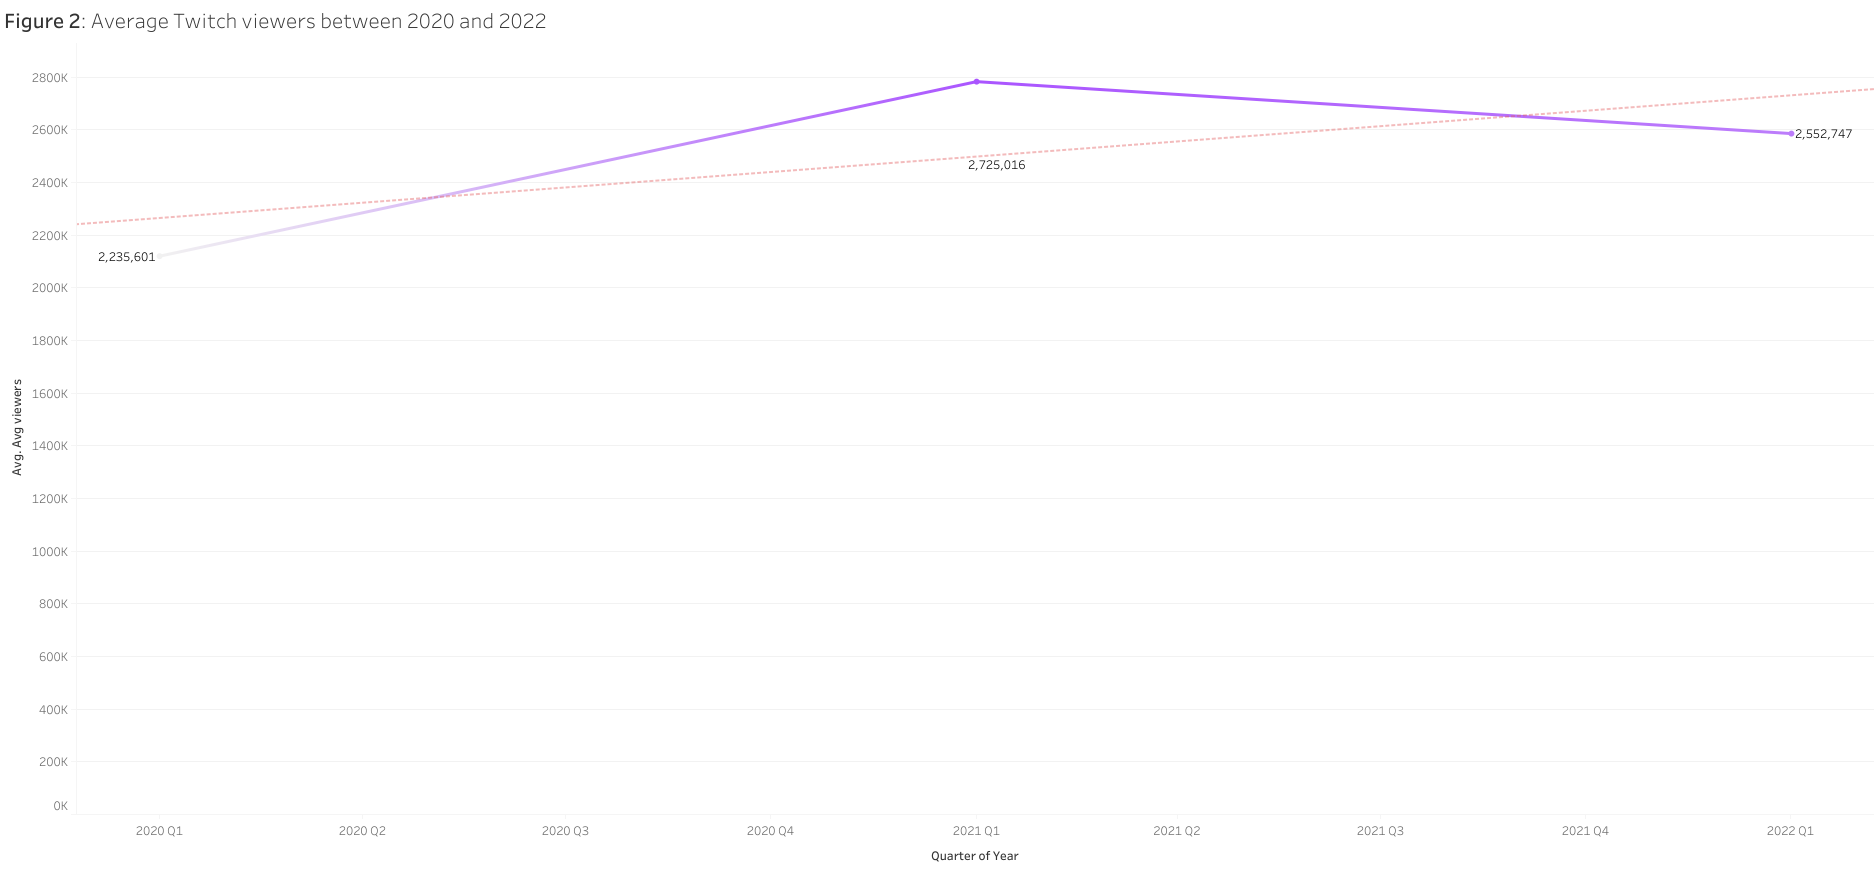 Figure 2: Average Twitch viewers between 2020 and 2022
2800K
2600K
2,552,747
2,725,016
2400K
2200K
2,235,601
2000K
1800K
1600K
Avg. Avg viewers
1400K
1200K
1000K
800K
600K
400K
200K
0K
2020 Q1 2020 Q2 2020 Q3 2020 Q4 2021 Q1 2021 Q2 2021 Q3 2021 Q4 2022 Q1
Quarter of Year